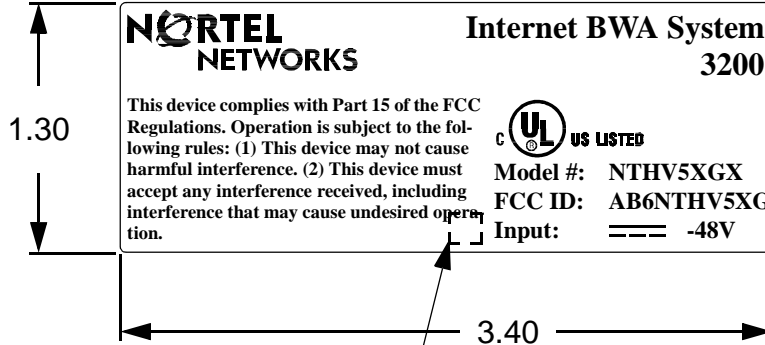 NORTEL
NETWORKS
Internet BWA System
3200
This device complies with Part 15 of the FCC
Regulations. Operation is subject to the fol-
lowing rules: (1) This device may not cause
harmful interference. (2) This device must
accept any interference received, including
interference that may cause undesired opera-
tion.
C UL ® US LISTED
Model #: NTHV5XGX
FCC ID: AB6NTHV5XG
Input: -48V
1.30
3.40